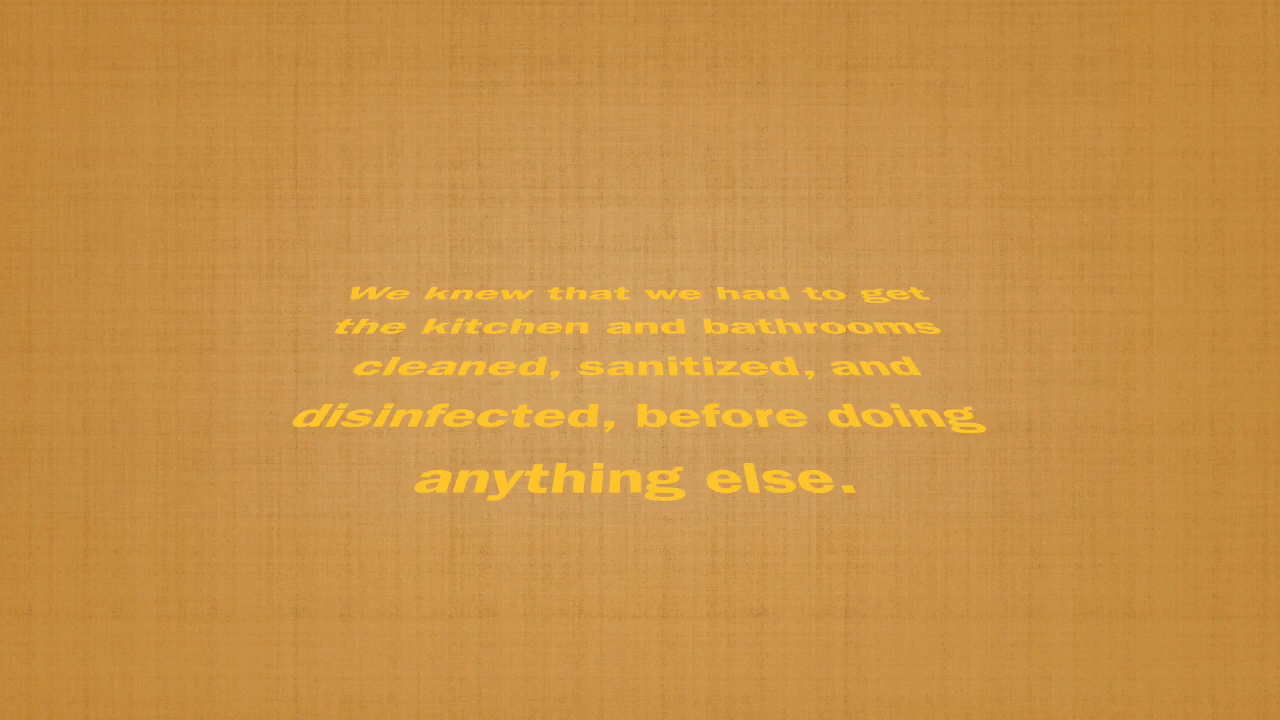 We knew that we had to get
the kitchen and bathrooms
cleaned, sanitized, and
disinfected, before doing
anything else.